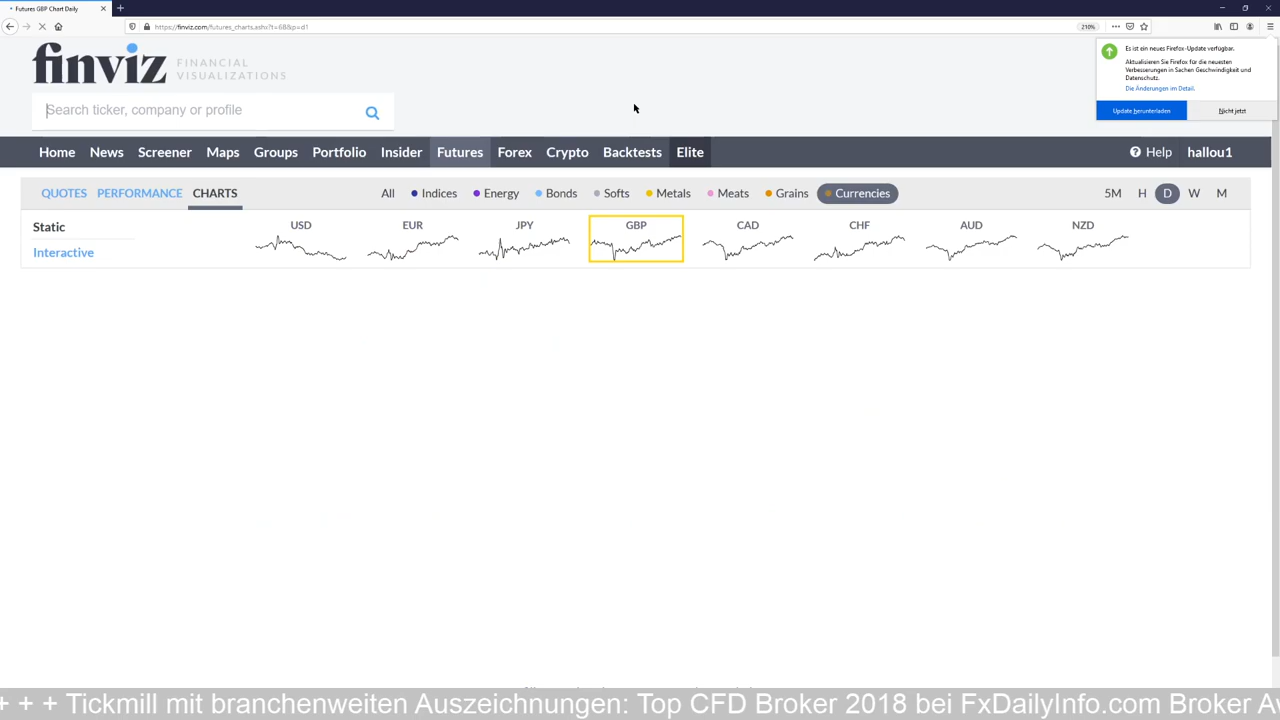 Futures GBP Chart Daily
https://finviz.com/futures_charts.ashx?t=6B&p=d1
210%
finviz FINANCIAL VISUALIZATIONS
Es ist ein neues Firefox-Update verfügbar.
Aktualisieren Sie Firefox für die neuesten
Verbesserungen in Sachen Geschwindigkeit und
Datenschutz.
Die Änderungen im Detail.
Update herunterladen Nicht jetzt
Search ticker, company or profile
Home News Screener Maps Groups Portfolio Insider Futures Forex Crypto Backtests Elite Help hallou1
QUOTES PERFORMANCE CHARTS All Indices Energy Bonds Softs Metals Meats Grains Currencies 5M H D W M
Static USD EUR JPY GBP CAD CHF AUD NZD
Interactive
+ + + Tickmill mit branchenweiten Auszeichnungen: Top CFD Broker 2018 bei FxDailyInfo.com Broker A